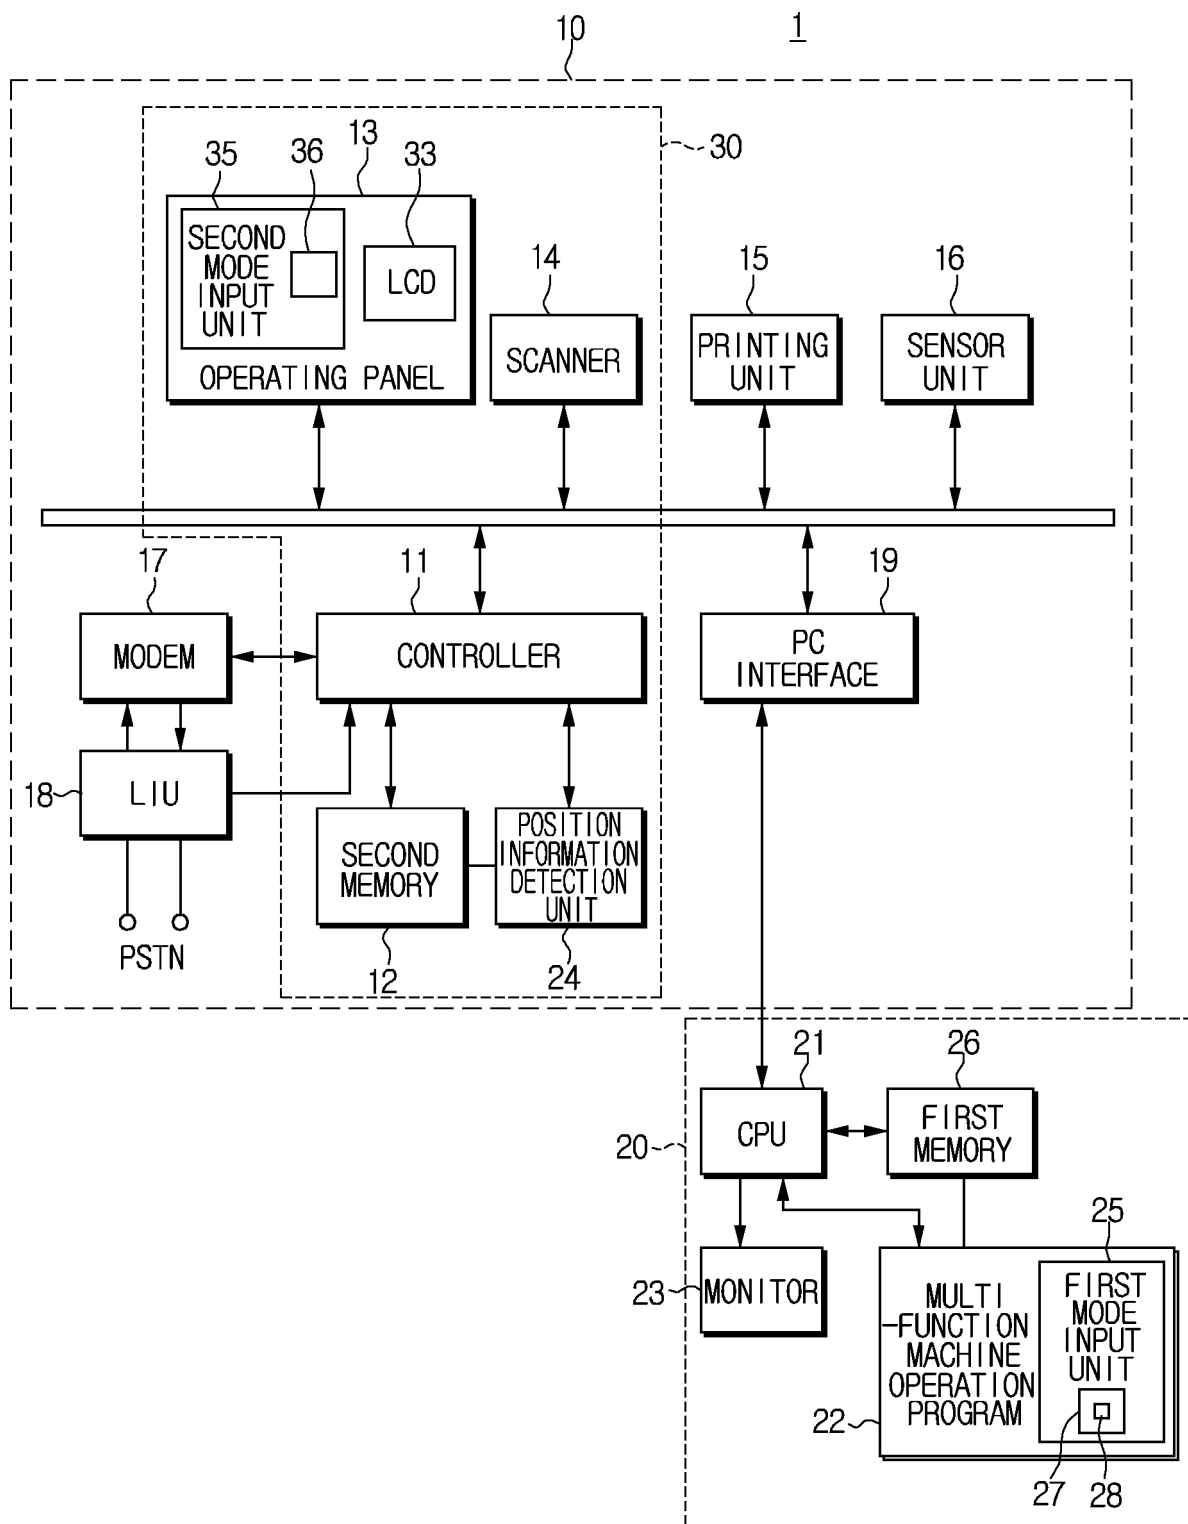 1
10
30
35
36
13
33
SECOND
MODE
INPUT
UNIT
LCD
OPERATING PANEL
14
SCANNER
15
PRINTING
UNIT
16
SENSOR
UNIT
17
MODEM
11
CONTROLLER
19
PC
INTERFACE
18
LIU
PSTN
SECOND
MEMORY
12
POSITION
INFORMATION
DETECTION
UNIT
24
20
21
CPU
26
FIRST
MEMORY
23
MONITOR
25
MULTI
-FUNCTION
MACHINE
OPERATION
PROGRAM
22
FIRST
MODE
INPUT
UNIT
27
28